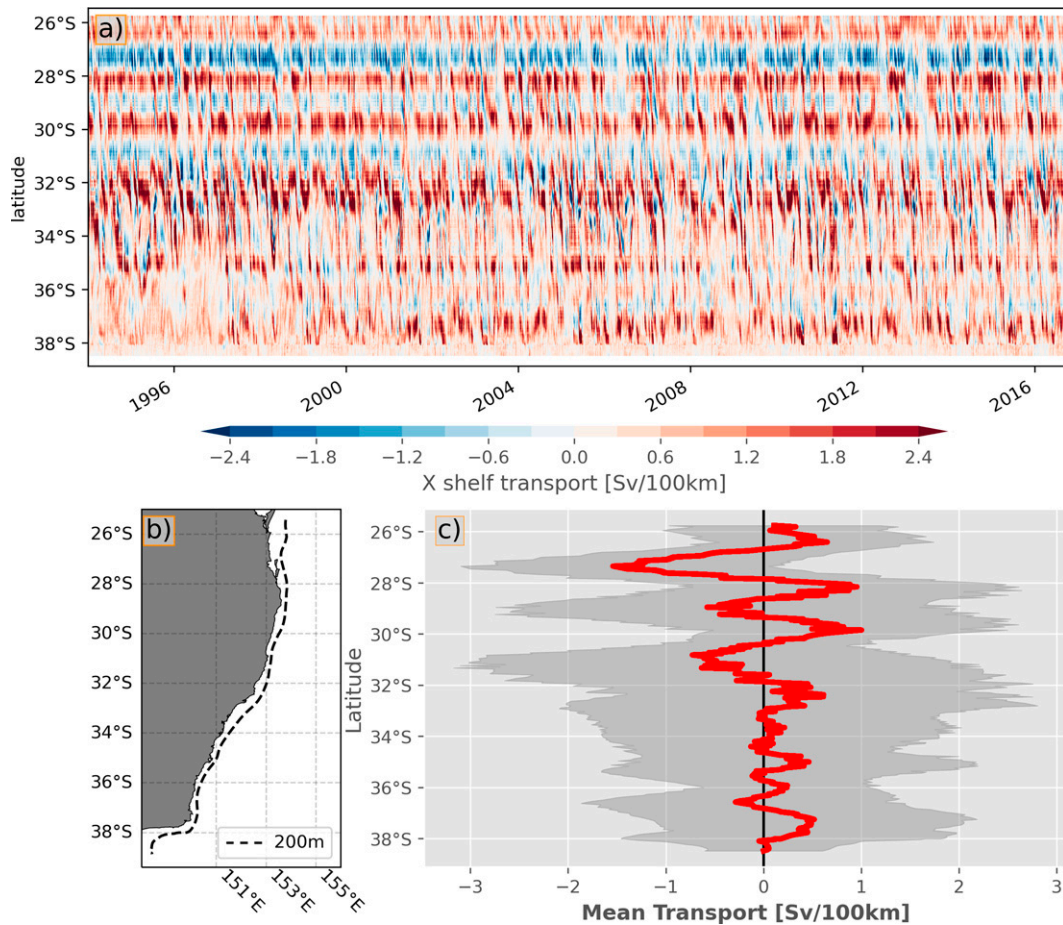 a)
26°S
28°S
30°S
32°S
34°S
36°S
38°S
latitude
1996
2000
2004
2008
2012
2016
−2.4
−1.8
−1.2
−0.6
0.0
0.6
1.2
1.8
2.4
X shelf transport [Sv/100km]
b)
26°S
28°S
30°S
32°S
34°S
36°S
38°S
200m
151°E
153°E
155°E
c)
26°S
28°S
30°S
32°S
34°S
36°S
38°S
Latitude
−3
−2
−1
0
1
2
3
Mean Transport [Sv/100km]